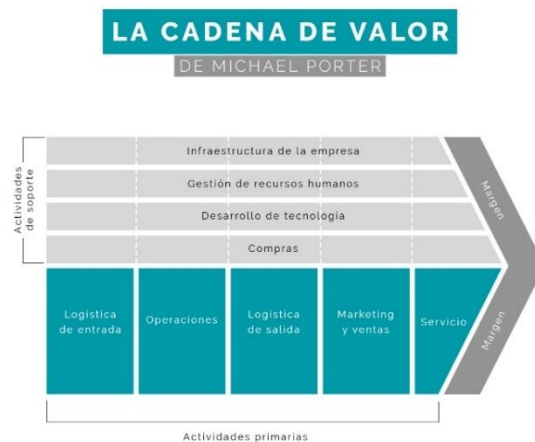 LA CADENA DE VALOR
DE MICHAEL PORTER
Actividades
de soporte
Infraestructura de la empresa
Gestión de recursos humanos
Desarrollo de tecnología
Compras
Margen
Logística
de entrada
Operaciones
Logística
de salida
Marketing
y ventas
Servicio
Margen
Actividades primarias